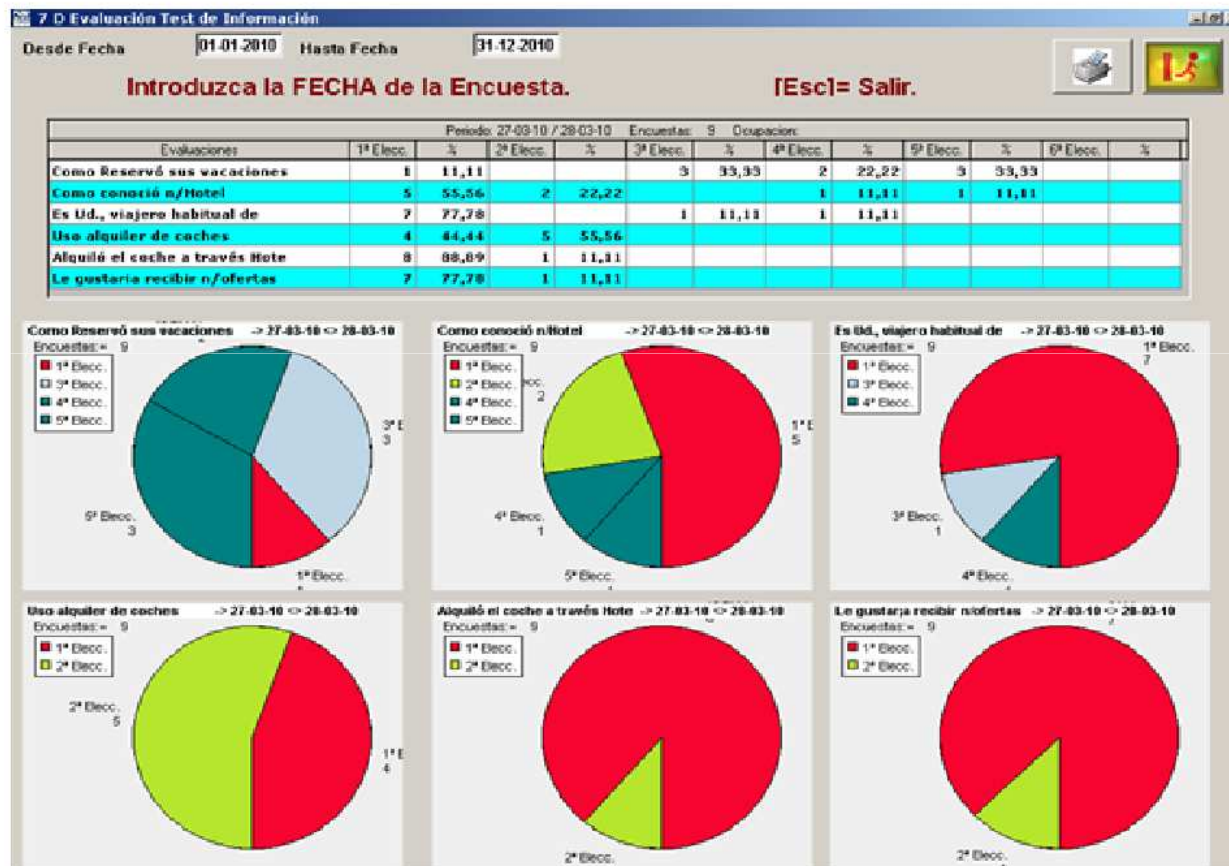 7 D Evaluación Test de Información
Desde Fecha 01-01-2010 Hasta Fecha 31-12-2010
Introduzca la FECHA de la Encuesta. [Esc]= Salir.
Periodo: 27-03-10 / 28-03-10 Encuestas: 9 Ocupacion:
Evaluaciones 1ª Elecc. % 2ª Elecc. % 3ª Elecc. % 4ª Elecc. % 5ª Elecc. % 6ª Elecc. %
Como Reservó sus vacaciones 1 11,11 3 33,33 2 22,22 3 33,33
Como conoció n/Hotel 5 55,56 2 22,22 1 11,11 1 11,11
Es Ud., viajero habitual de 7 77,78 1 11,11 1 11,11
Uso alquiler de coches 4 44,44 5 55,56
Alquiló el coche a través Hote 8 88,89 1 11,11
Le gustaria recibir n/ofertas 7 77,78 1 11,11
Como Reservó sus vacaciones -> 27-03-10 <> 28-03-10
Encuestas:= 9
1ª Elecc.
3ª Elecc.
4ª Elecc.
5ª Elecc.
3ª E
3
5ª Elecc.
3
1ª Elecc.
Como conoció n/Hotel -> 27-03-10 <> 28-03-10
Encuestas:= 9
1ª Elecc.
2ª Elecc.
4ª Elecc.
5ª Elecc.
2
1ª E
5
4ª Elecc.
1
5ª Elecc.
Es Ud., viajero habitual de -> 27-03-10 <> 28-03-10
Encuestas:= 9
1ª Elecc.
3ª Elecc.
4ª Elecc.
1ª Elecc.
7
3ª Elecc.
1
4ª Elecc.
Uso alquiler de coches -> 27-03-10 <> 28-03-10
Encuestas:= 9
1ª Elecc.
2ª Elecc.
2ª Elecc.
5
1ª E
4
Alquiló el coche a través Hote -> 27-03-10 <> 28-03-10
Encuestas:= 9
1ª Elecc.
2ª Elecc.
2ª Elecc.
Le gustar¡a recibir n/ofertas -> 27-03-10 <> 28-03-10
Encuestas:= 9
1ª Elecc.
2ª Elecc.
2ª Elecc.